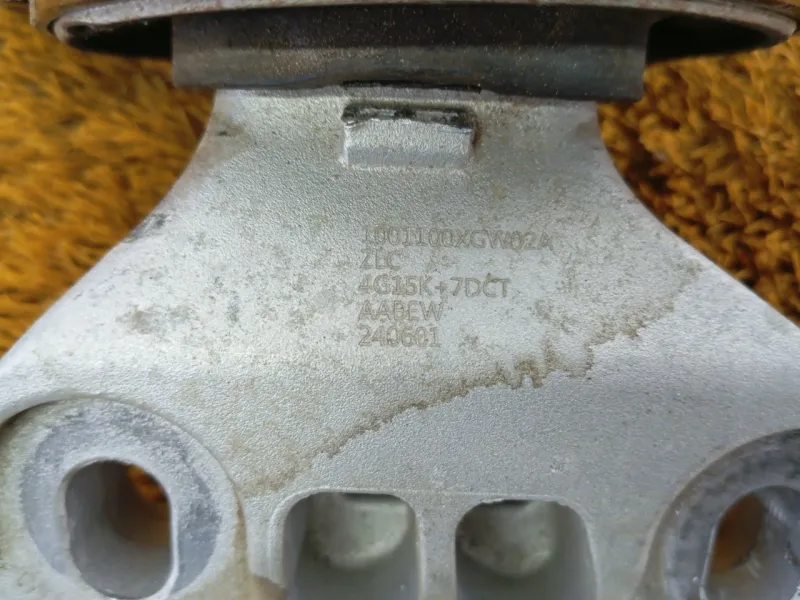 1001100XGW02A
ZLC A
4G15K+7DCT
AABEW
240601